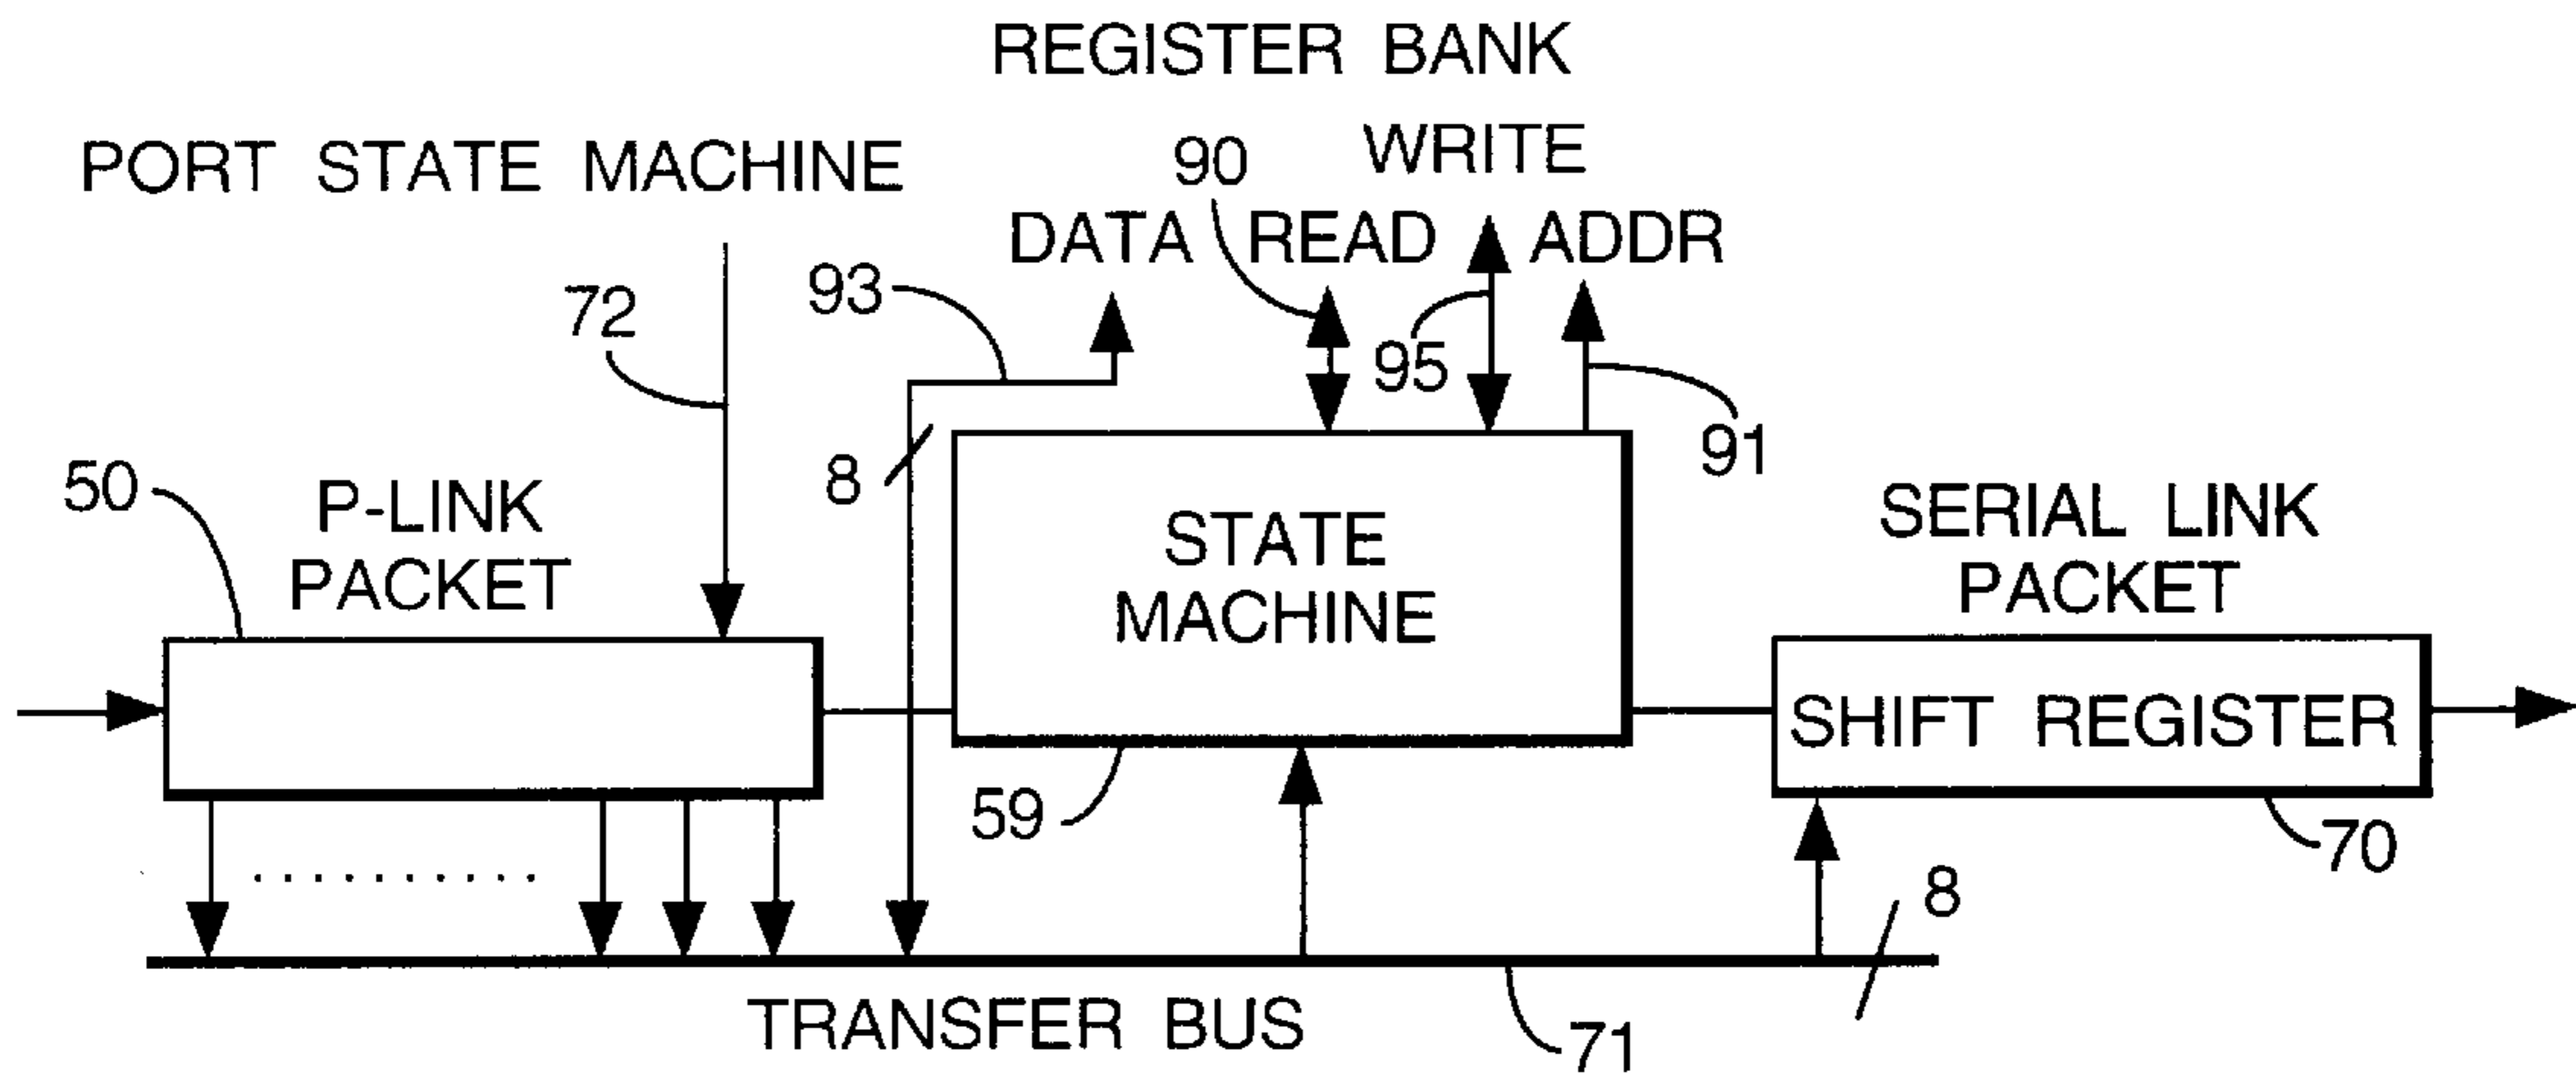 REGISTER BANK
PORT STATE MACHINE
90 WRITE
DATA READ ADDR
93
72
95
91
8
50
P-LINK
PACKET
STATE
MACHINE
SERIAL LINK
PACKET
SHIFT REGISTER
59
70
8
TRANSFER BUS
71